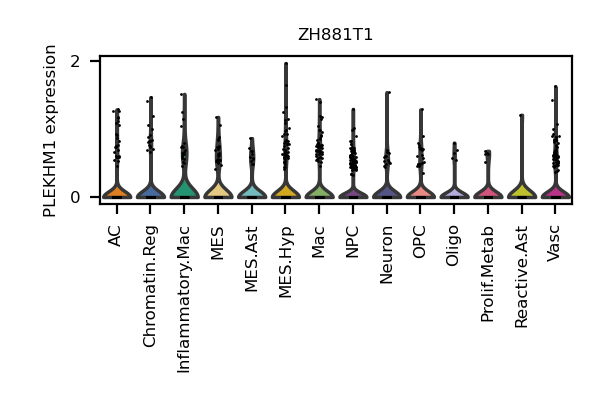 ZH881T1
PLEKHM1 expression
2
0
AC
Chromatin.Reg
Inflammatory.Mac
MES
MES.Ast
MES.Hyp
Mac
NPC
Neuron
OPC
Oligo
Prolif.Metab
Reactive.Ast
Vasc